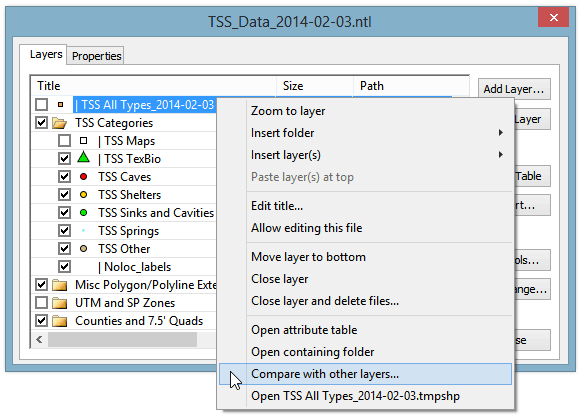 TSS_Data_2014-02-03.ntl
Layers
Properties
Title
Size
Path
| TSS All Types_2014-02-03
TSS Categories
| TSS Maps
| TSS TexBio
TSS Caves
TSS Shelters
TSS Sinks and Cavities
TSS Springs
TSS Other
| Noloc_labels
Misc Polygon/Polyline Exte
UTM and SP Zones
Counties and 7.5' Quads
Zoom to layer
Insert folder
Insert layer(s)
Paste layer(s) at top
Edit title...
Allow editing this file
Move layer to bottom
Close layer
Close layer and delete files...
Open attribute table
Open containing folder
Compare with other layers...
Open TSS All Types_2014-02-03.tmpshp
Add Layer...
Layer
Table
rt...
ols...
ange...
se